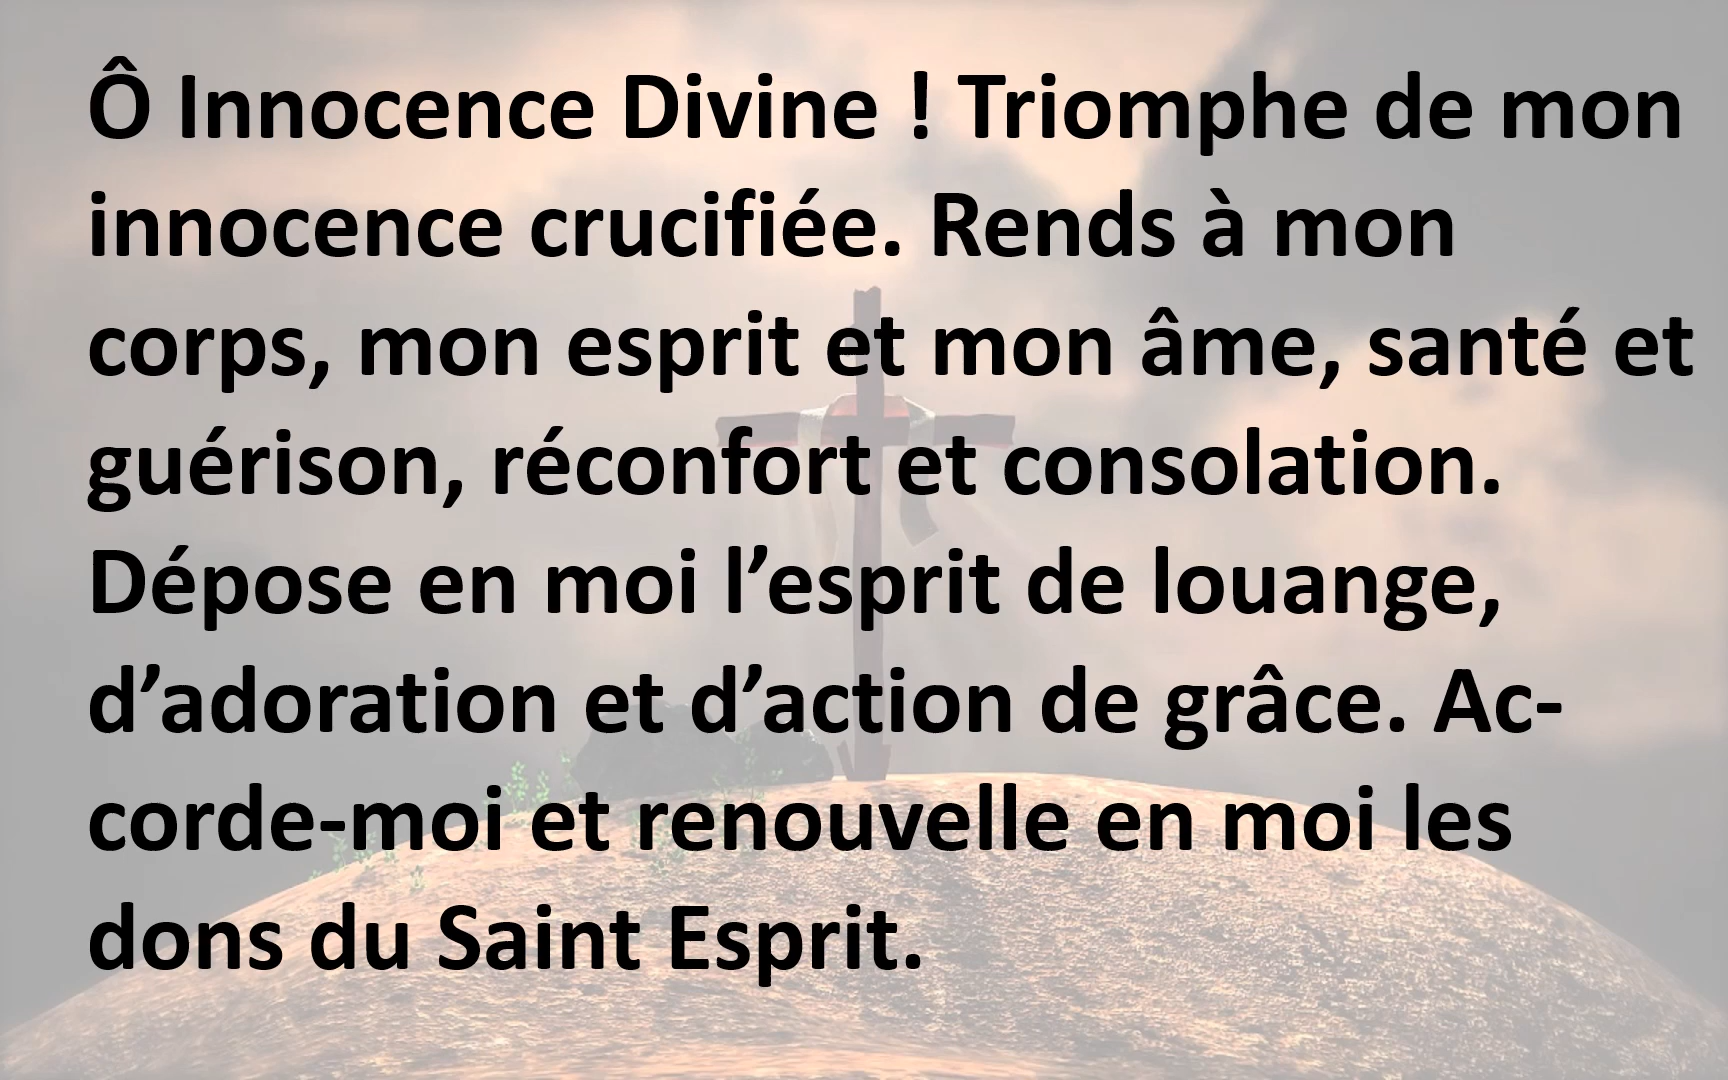 Ô Innocence Divine ! Triomphe de mon
innocence crucifiée. Rends à mon
corps, mon esprit et mon âme, santé et
guérison, réconfort et consolation.
Dépose en moi l’esprit de louange,
d’adoration et d’action de grâce. Ac-
corde-moi et renouvelle en moi les
dons du Saint Esprit.